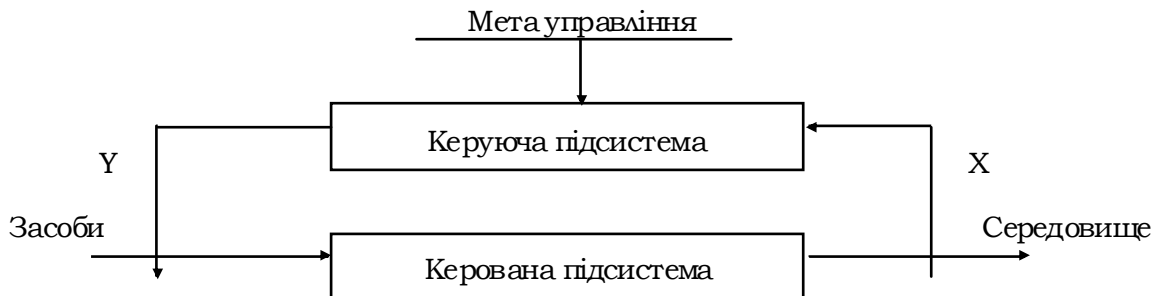 Мета управління
Керуюча підсистема
Y
X
Засоби
Середовище
Керована підсистема